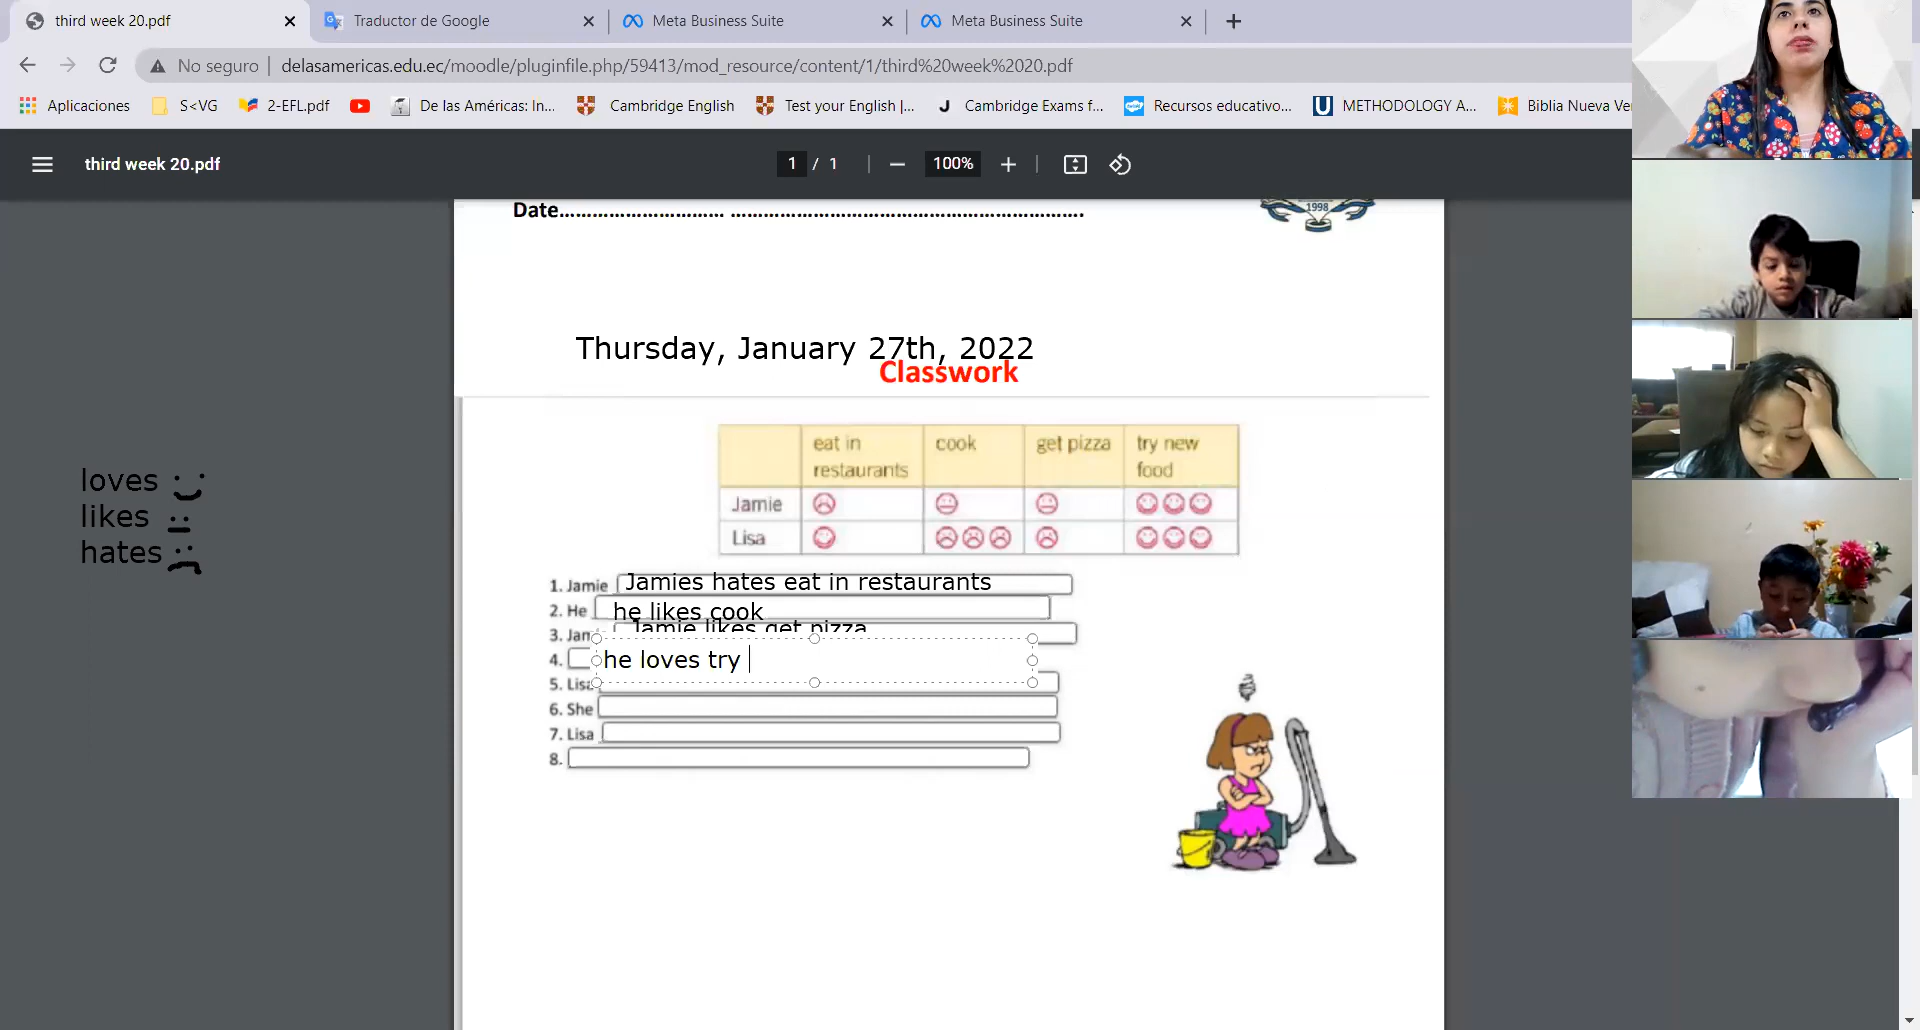 third week 20.pdf
Traductor de Google
Meta Business Suite
Meta Business Suite
No seguro
delasamericas.edu.ec/moodle/pluginfile.php/59413/mod_resource/content/1/third%20week%2020.pdf
Aplicaciones
S<VG
2-EFL.pdf
De las Américas: In...
Cambridge English
Test your English |...
Cambridge Exams f...
Recursos educativo...
METHODOLOGY A...
Biblia Nueva Ve
third week 20.pdf
1 / 1
100%
Date
1998
Thursday, January 27th, 2022
Classwork
eat in restaurants cook get pizza try new food
Jamie
Lisa
loves
likes
hates
1. Jamie Jamies hates eat in restaurants
2. He he likes cook
3. Jam Jamie likes get pizza
4. he loves try
5. Lisa
6. She
7. Lisa
8.